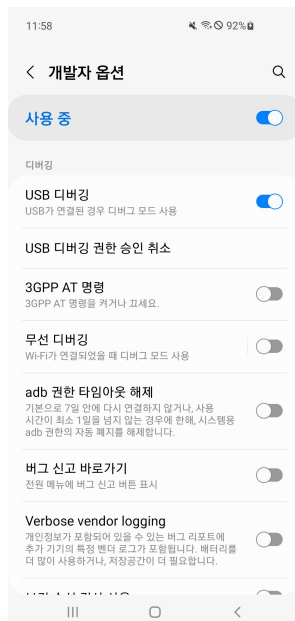 11:58
92%
개발자 옵션
사용 중
디버깅
USB 디버깅
USB가 연결된 경우 디버그 모드 사용
USB 디버깅 권한 승인 취소
3GPP AT 명령
3GPP AT 명령을 켜거나 끄세요.
무선 디버깅
Wi-Fi가 연결되었을 때 디버그 모드 사용
adb 권한 타임아웃 해제
기본으로 7일 안에 다시 연결하지 않거나, 사용
시간이 최소 1일을 넘지 않는 경우에 한해, 시스템용
adb 권한의 자동 폐지를 해제합니다.
버그 신고 바로가기
전원 메뉴에 버그 신고 버튼 표시
Verbose vendor logging
개인정보가 포함되어 있을 수 있는 버그 리포트에
추가 기기의 특정 벤더 로그가 포함됩니다. 배터리를
더 많이 사용하거나, 저장공간이 더 필요합니다.